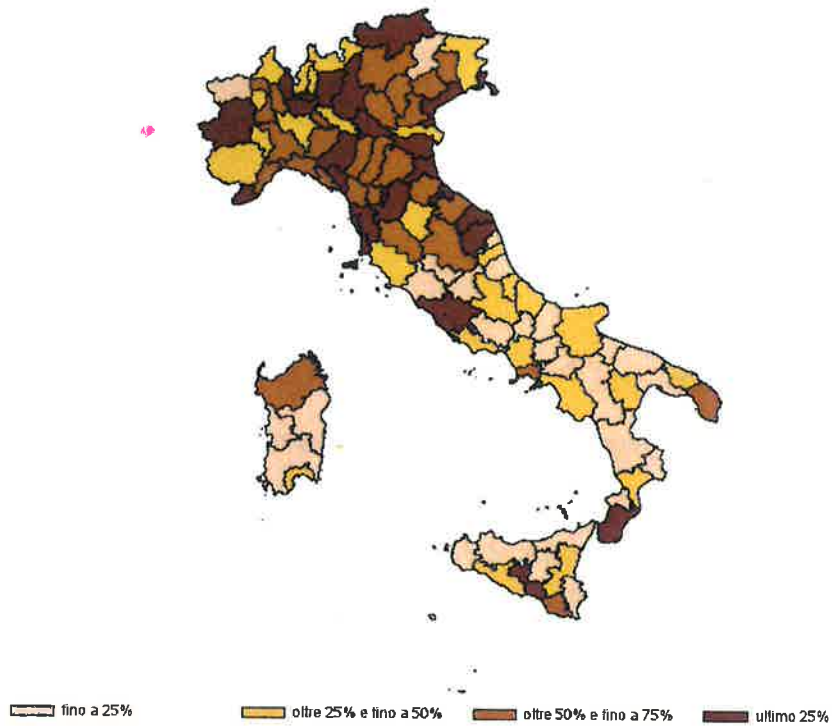 fino a 25%
oltre 25% e fino a 50%
oltre 50% e fino a 75%
ultimo 25%